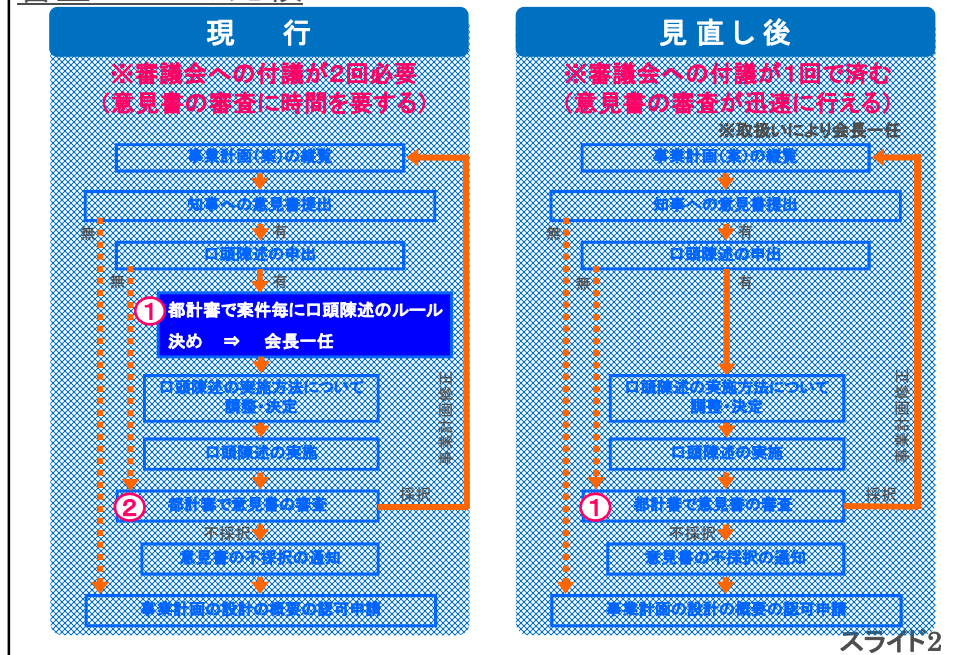 現　行
※審議会への付議が2回必要
(意見書の審査に時間を要する)
事業計画(案)の縦覧
知事への意見書提出
無
有
口頭陳述の申出
無
有
① 都計審で案件毎に口頭陳述のルール
決め ⇒ 会長一任
口頭陳述の実施方法について
調整・決定
口頭陳述の実施
② 都計審で意見書の審査
採択
事業計画修正
不採択
意見書の不採択の通知
事業計画の設計の概要の認可申請
見直し後
※審議会への付議が1回で済む
(意見書の審査が迅速に行える)
※取扱いにより会長一任
事業計画(案)の縦覧
知事への意見書提出
無
有
口頭陳述の申出
無
有
口頭陳述の実施方法について
調整・決定
口頭陳述の実施
① 都計審で意見書の審査
採択
事業計画修正
不採択
意見書の不採択の通知
事業計画の設計の概要の認可申請
スライド2